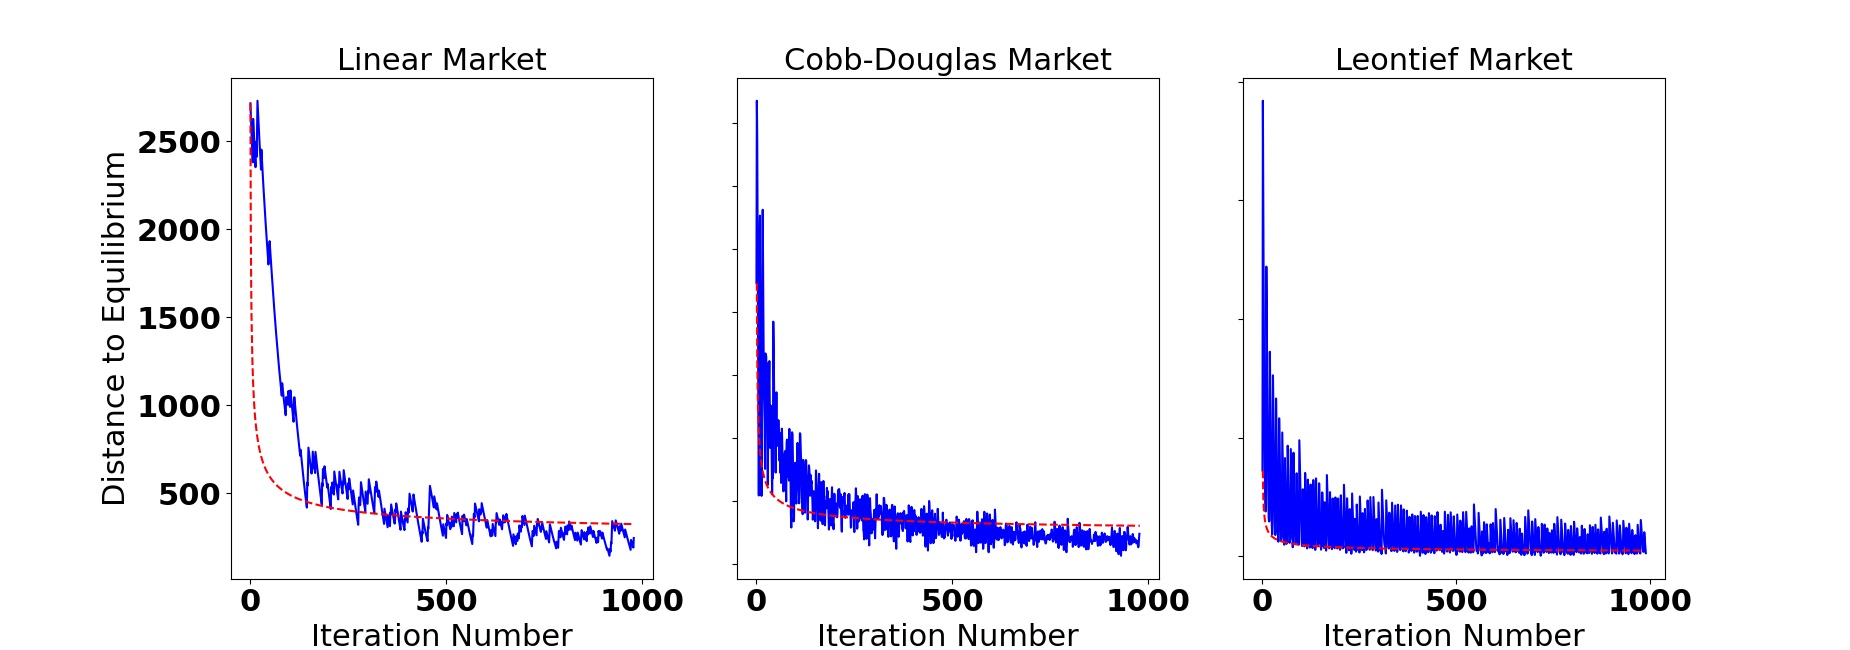 Linear Market
Cobb-Douglas Market
Leontief Market
Distance to Equilibrium
2500
2000
1500
1000
500
0
500
1000
0
500
1000
0
500
1000
Iteration Number
Iteration Number
Iteration Number